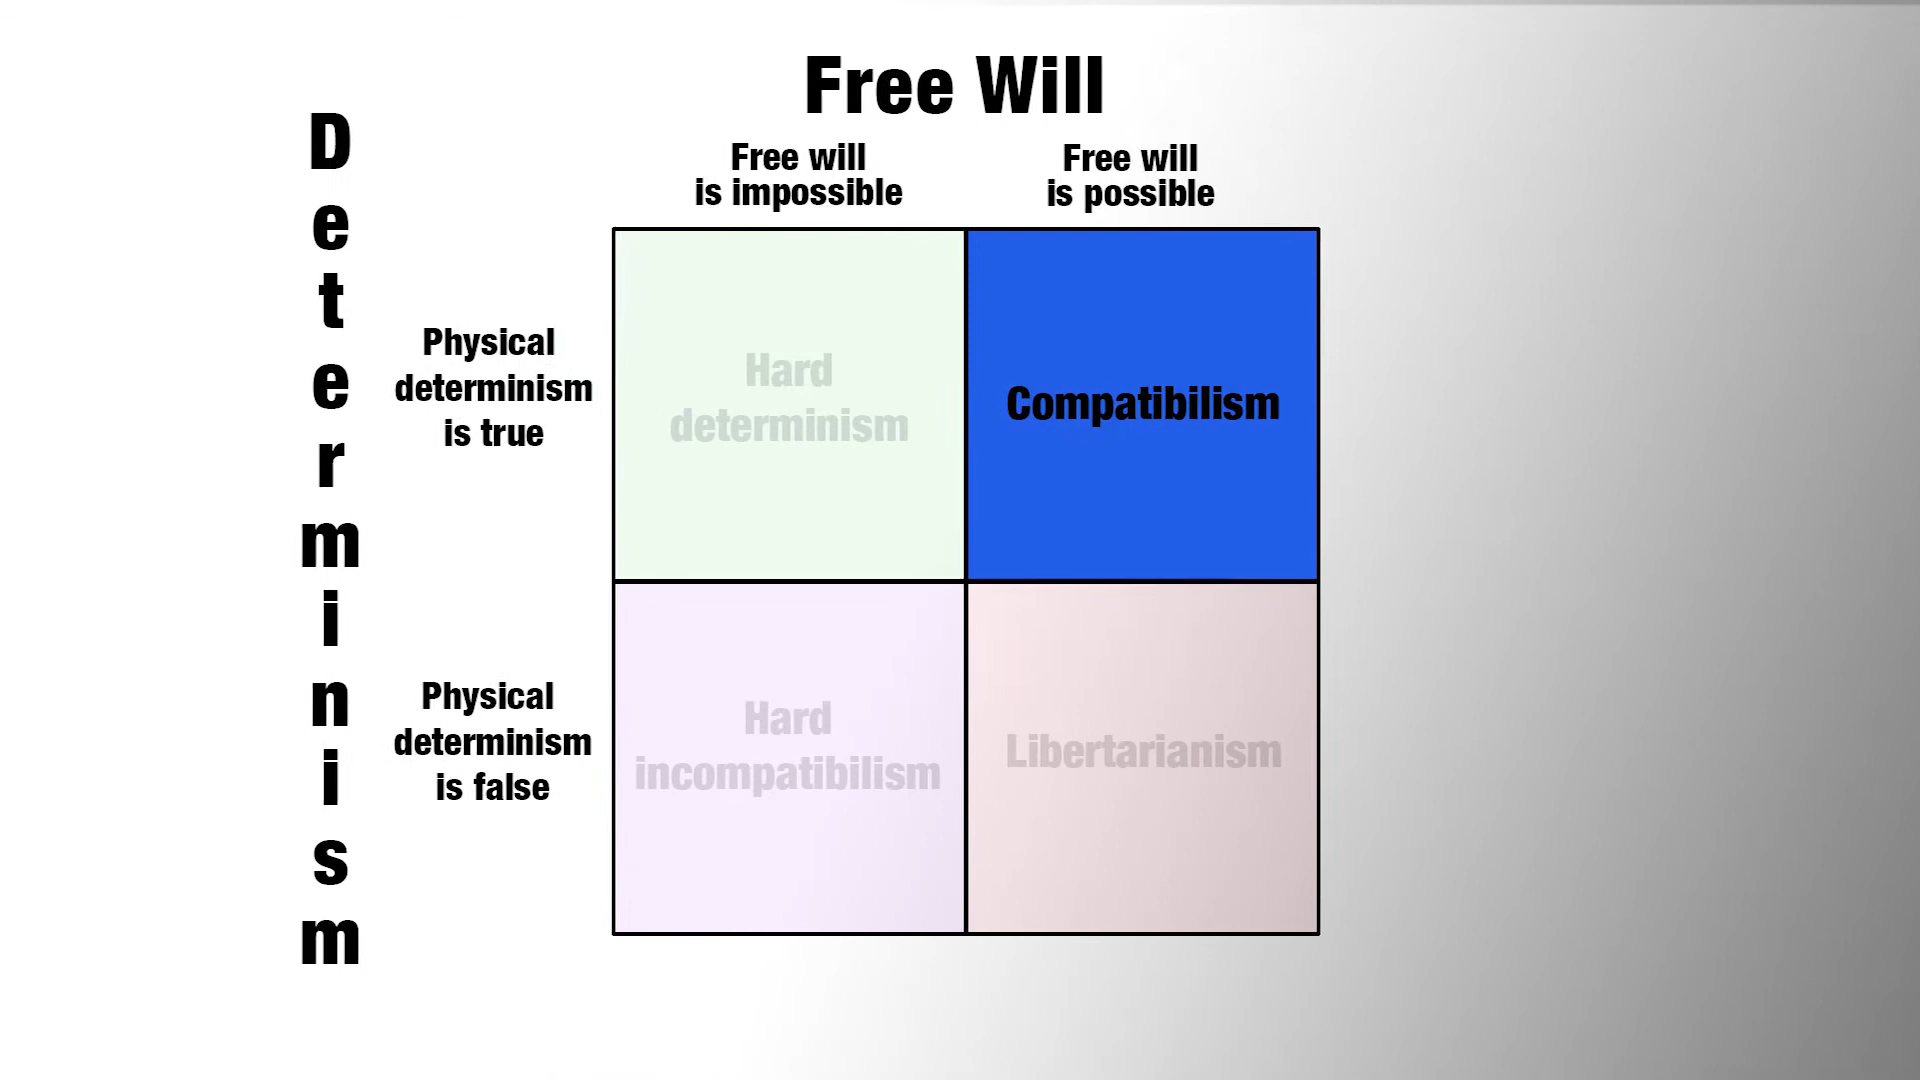 Free Will
Determinism
Free will
is impossible
Free will
is possible
Physical
determinism
is true
Hard
determinism
Compatibilism
Physical
determinism
is false
Hard
incompatibilism
Libertarianism